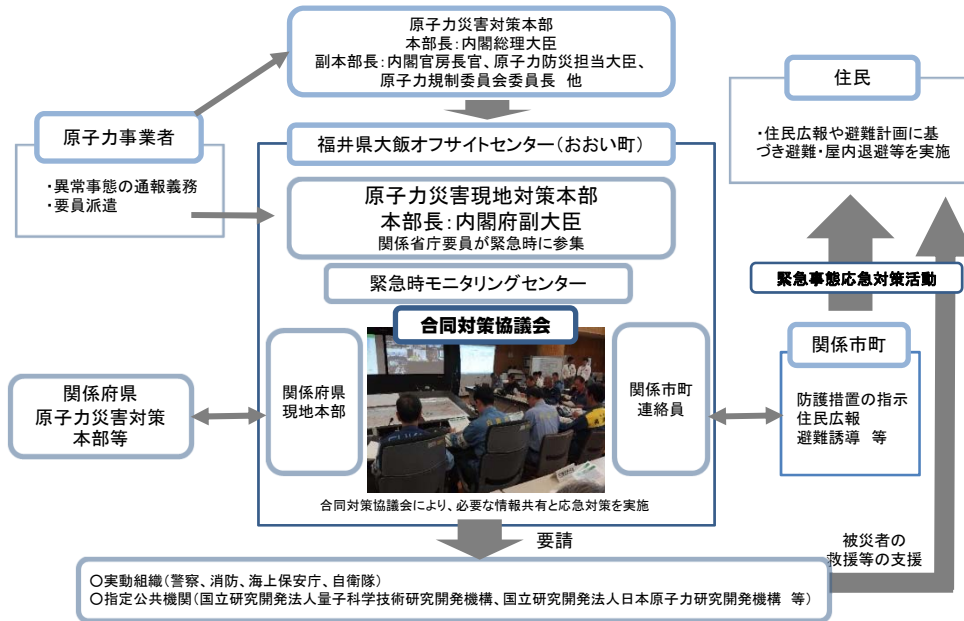 原子力災害対策本部
本部長：内閣総理大臣
副本部長：内閣官房長官、原子力防災担当大臣、
原子力規制委員会委員長　他
原子力事業者
・異常事態の通報義務
・要員派遣
福井県大飯オフサイトセンター（おおい町）
原子力災害現地対策本部
本部長：内閣府副大臣
関係省庁要員が緊急時に参集
緊急時モニタリングセンター
合同対策協議会
関係府県
現地本部
関係市町
連絡員
合同対策協議会により、必要な情報共有と応急対策を実施
関係府県
原子力災害対策
本部等
住民
・住民広報や避難計画に基
づき避難・屋内退避等を実施
緊急事態応急対策活動
関係市町
防護措置の指示
住民広報
避難誘導　等
要請
被災者の
救援等の支援
○実動組織（警察、消防、海上保安庁、自衛隊）
○指定公共機関（国立研究開発法人量子科学技術研究開発機構、国立研究開発法人日本原子力研究開発機構　等）